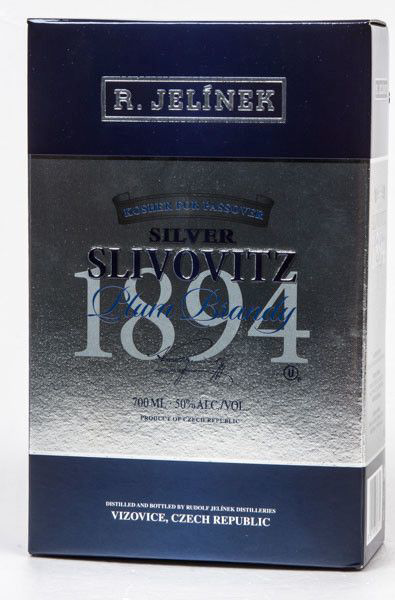 R. JELÍNEK
KOSHER FOR PASSOVER
SILVER
SLIVOVITZ
1894
Plum Brandy
U P
700 ML · 50% ALC./VOL.
PRODUCT OF CZECH REPUBLIC
DISTILLED AND BOTTLED BY RUDOLF JELÍNEK DISTILLERIES
VIZOVICE, CZECH REPUBLIC